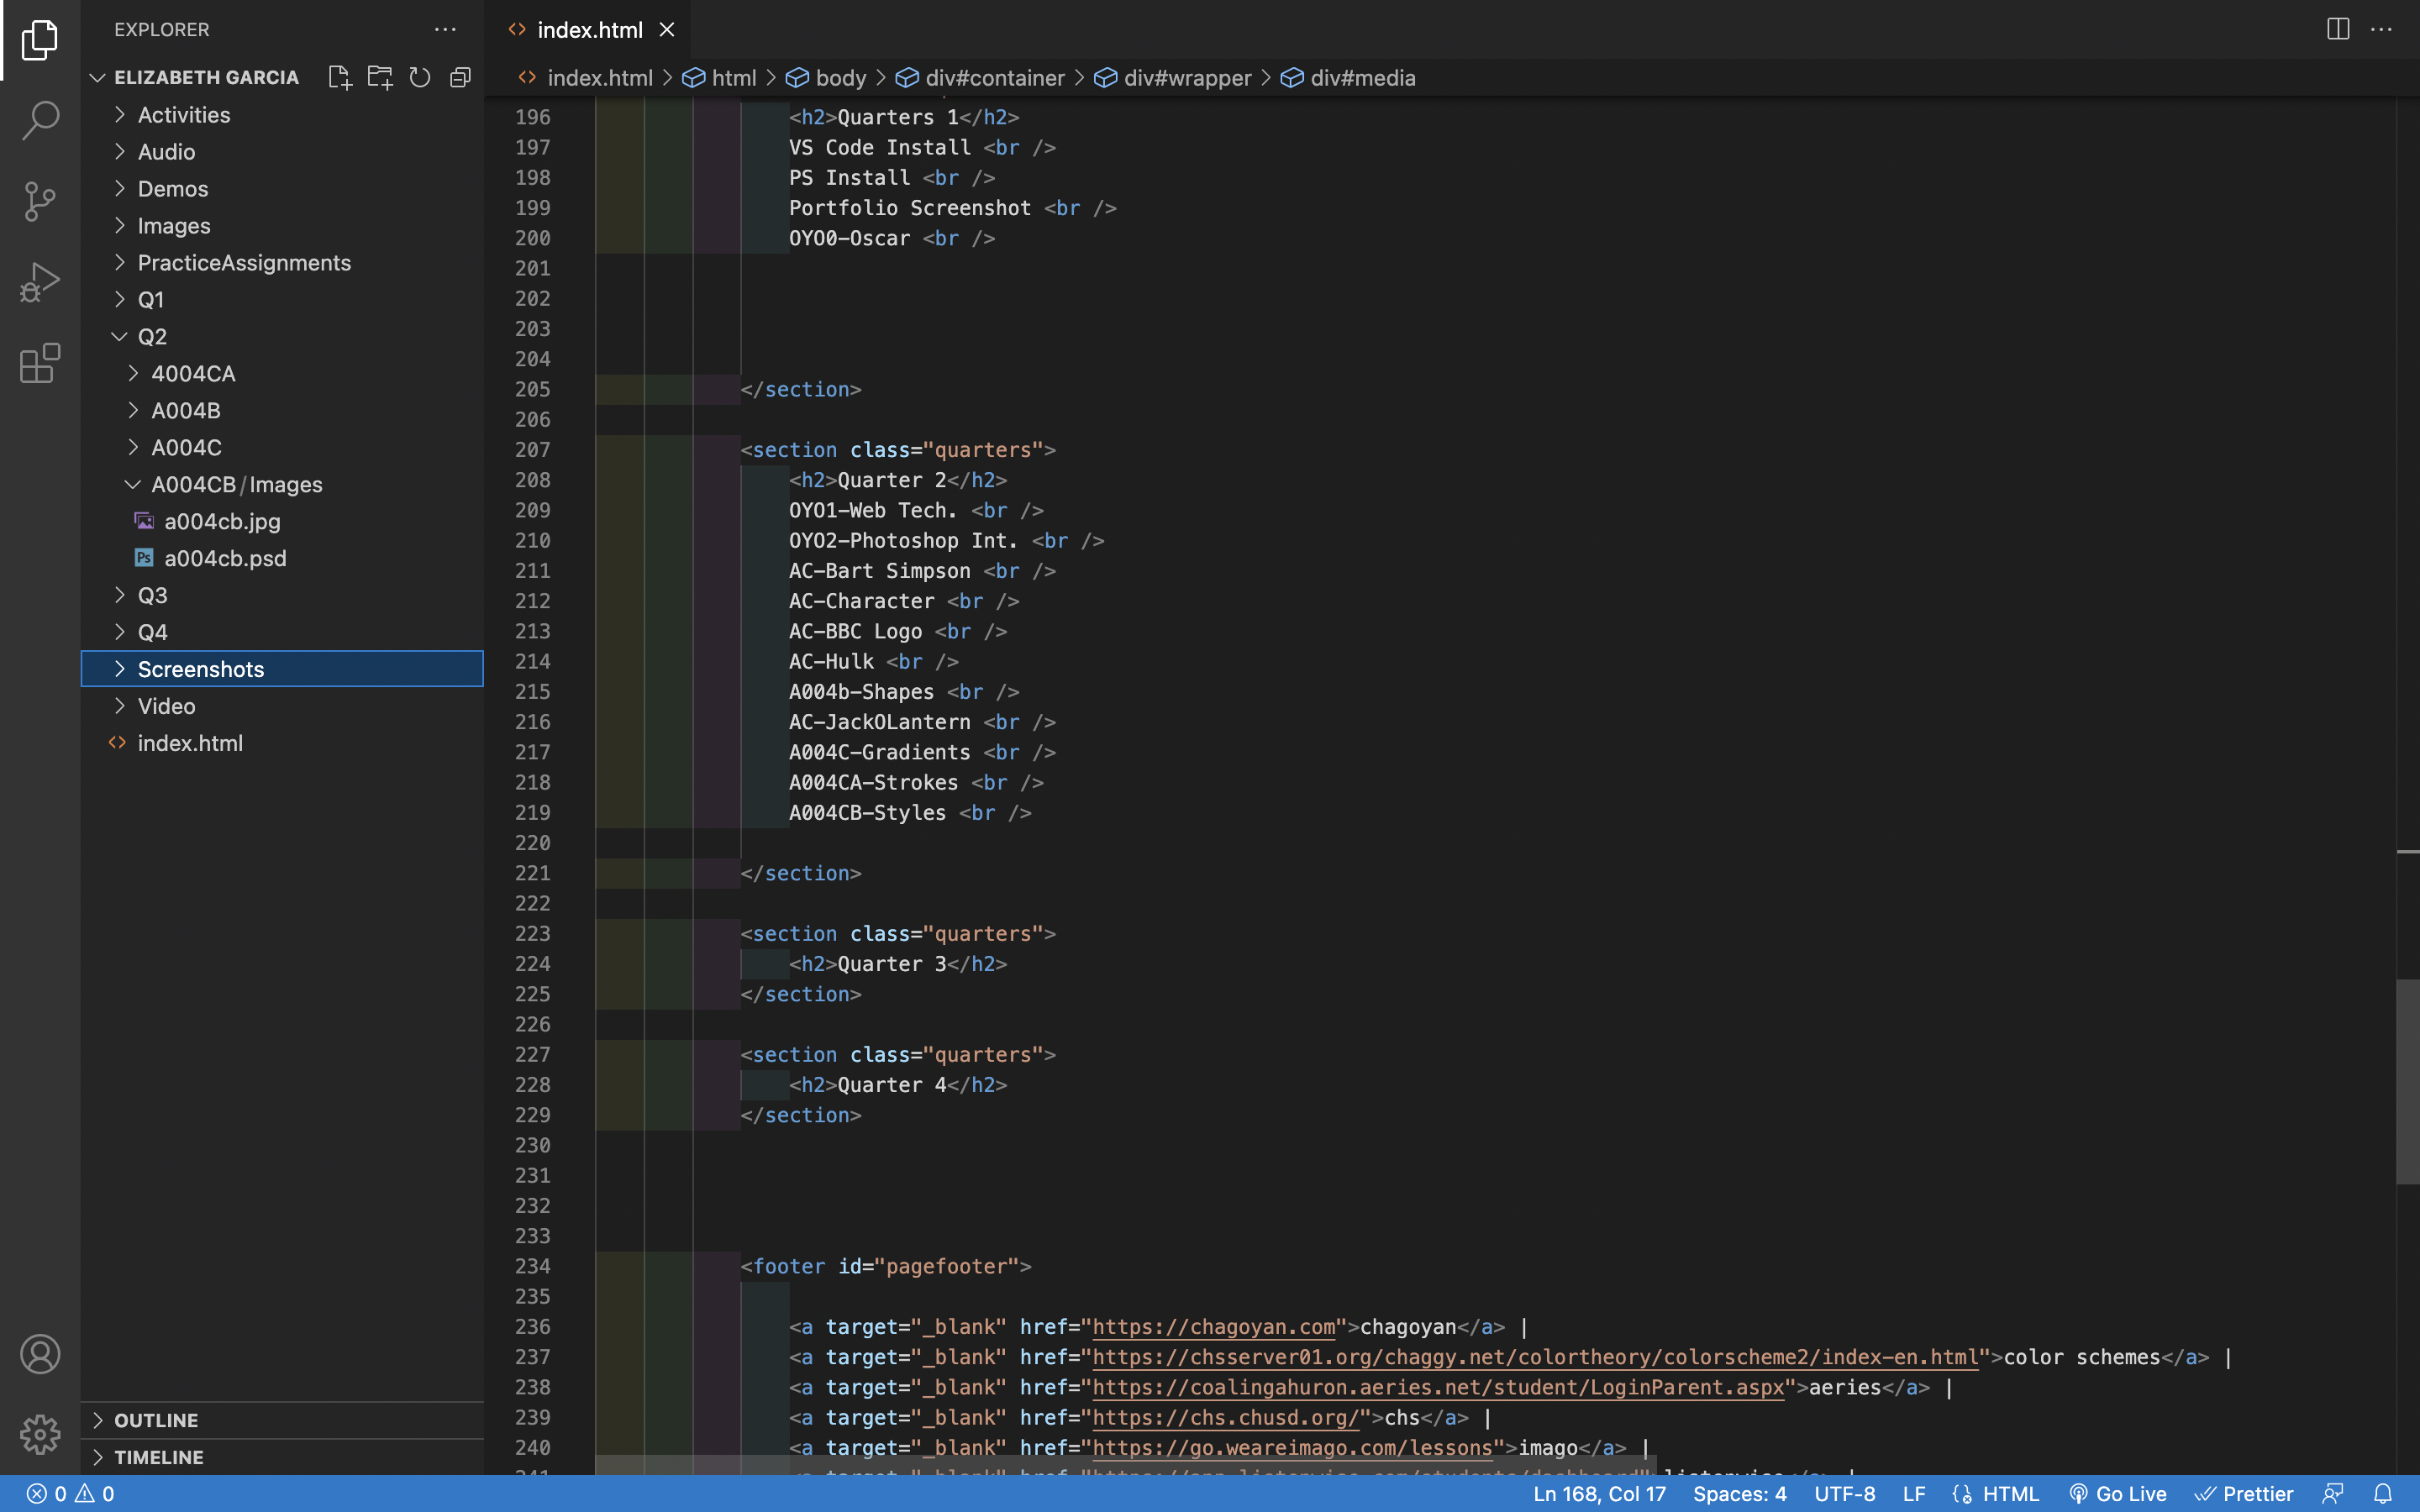 EXPLORER
ELIZABETH GARCIA
Activities
Audio
Demos
Images
PracticeAssignments
Q1
Q2
4004CA
A004B
A004C
A004CB/Images
a004cb.jpg
Ps a004cb.psd
Q3
Q4
Screenshots
Video
index.html
OUTLINE
TIMELINE
index.html
index.html > html > body > div#container > div#wrapper > div#media
196 <h2>Quarters 1</h2>
197 VS Code Install <br />
198 PS Install <br />
199 Portfolio Screenshot <br />
200 OYO0-Oscar <br />
201
202
203
204
205 </section>
206
207 <section class="quarters">
208 <h2>Quarter 2</h2>
209 OYO1-Web Tech. <br />
210 OYO2-Photoshop Int. <br />
211 AC-Bart Simpson <br />
212 AC-Character <br />
213 AC-BBC Logo <br />
214 AC-Hulk <br />
215 A004b-Shapes <br />
216 AC-JackOLantern <br />
217 A004C-Gradients <br />
218 A004CA-Strokes <br />
219 A004CB-Styles <br />
220
221 </section>
222
223 <section class="quarters">
224 <h2>Quarter 3</h2>
225 </section>
226
227 <section class="quarters">
228 <h2>Quarter 4</h2>
229 </section>
230
231
232
233
234 <footer id="pagefooter">
235
236 <a target="_blank" href="https://chagoyan.com">chagoyan</a> |
237 <a target="_blank" href="https://chsserver01.org/chaggy.net/colortheory/colorscheme2/index-en.html">color schemes</a> |
238 <a target="_blank" href="https://coalingahuron.aeries.net/student/LoginParent.aspx">aeries</a> |
239 <a target="_blank" href="https://chs.chusd.org/">chs</a> |
240 <a target="_blank" href="https://go.weareimago.com/lessons">imago</a> |
0 0 Ln 168, Col 17 Spaces: 4 UTF-8 LF HTML Go Live Prettier